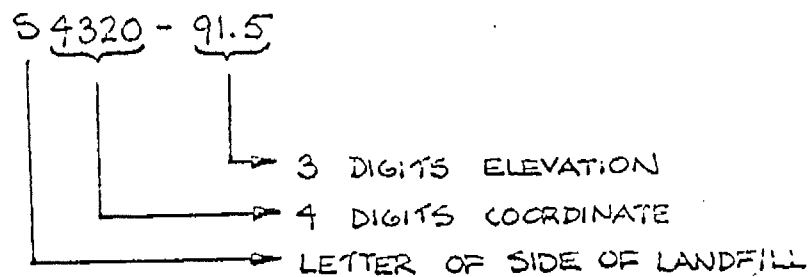 S 4320 - 91.5
3 DIGITS ELEVATION
4 DIGITS COORDINATE
LETTER OF SIDE OF LANDFILL